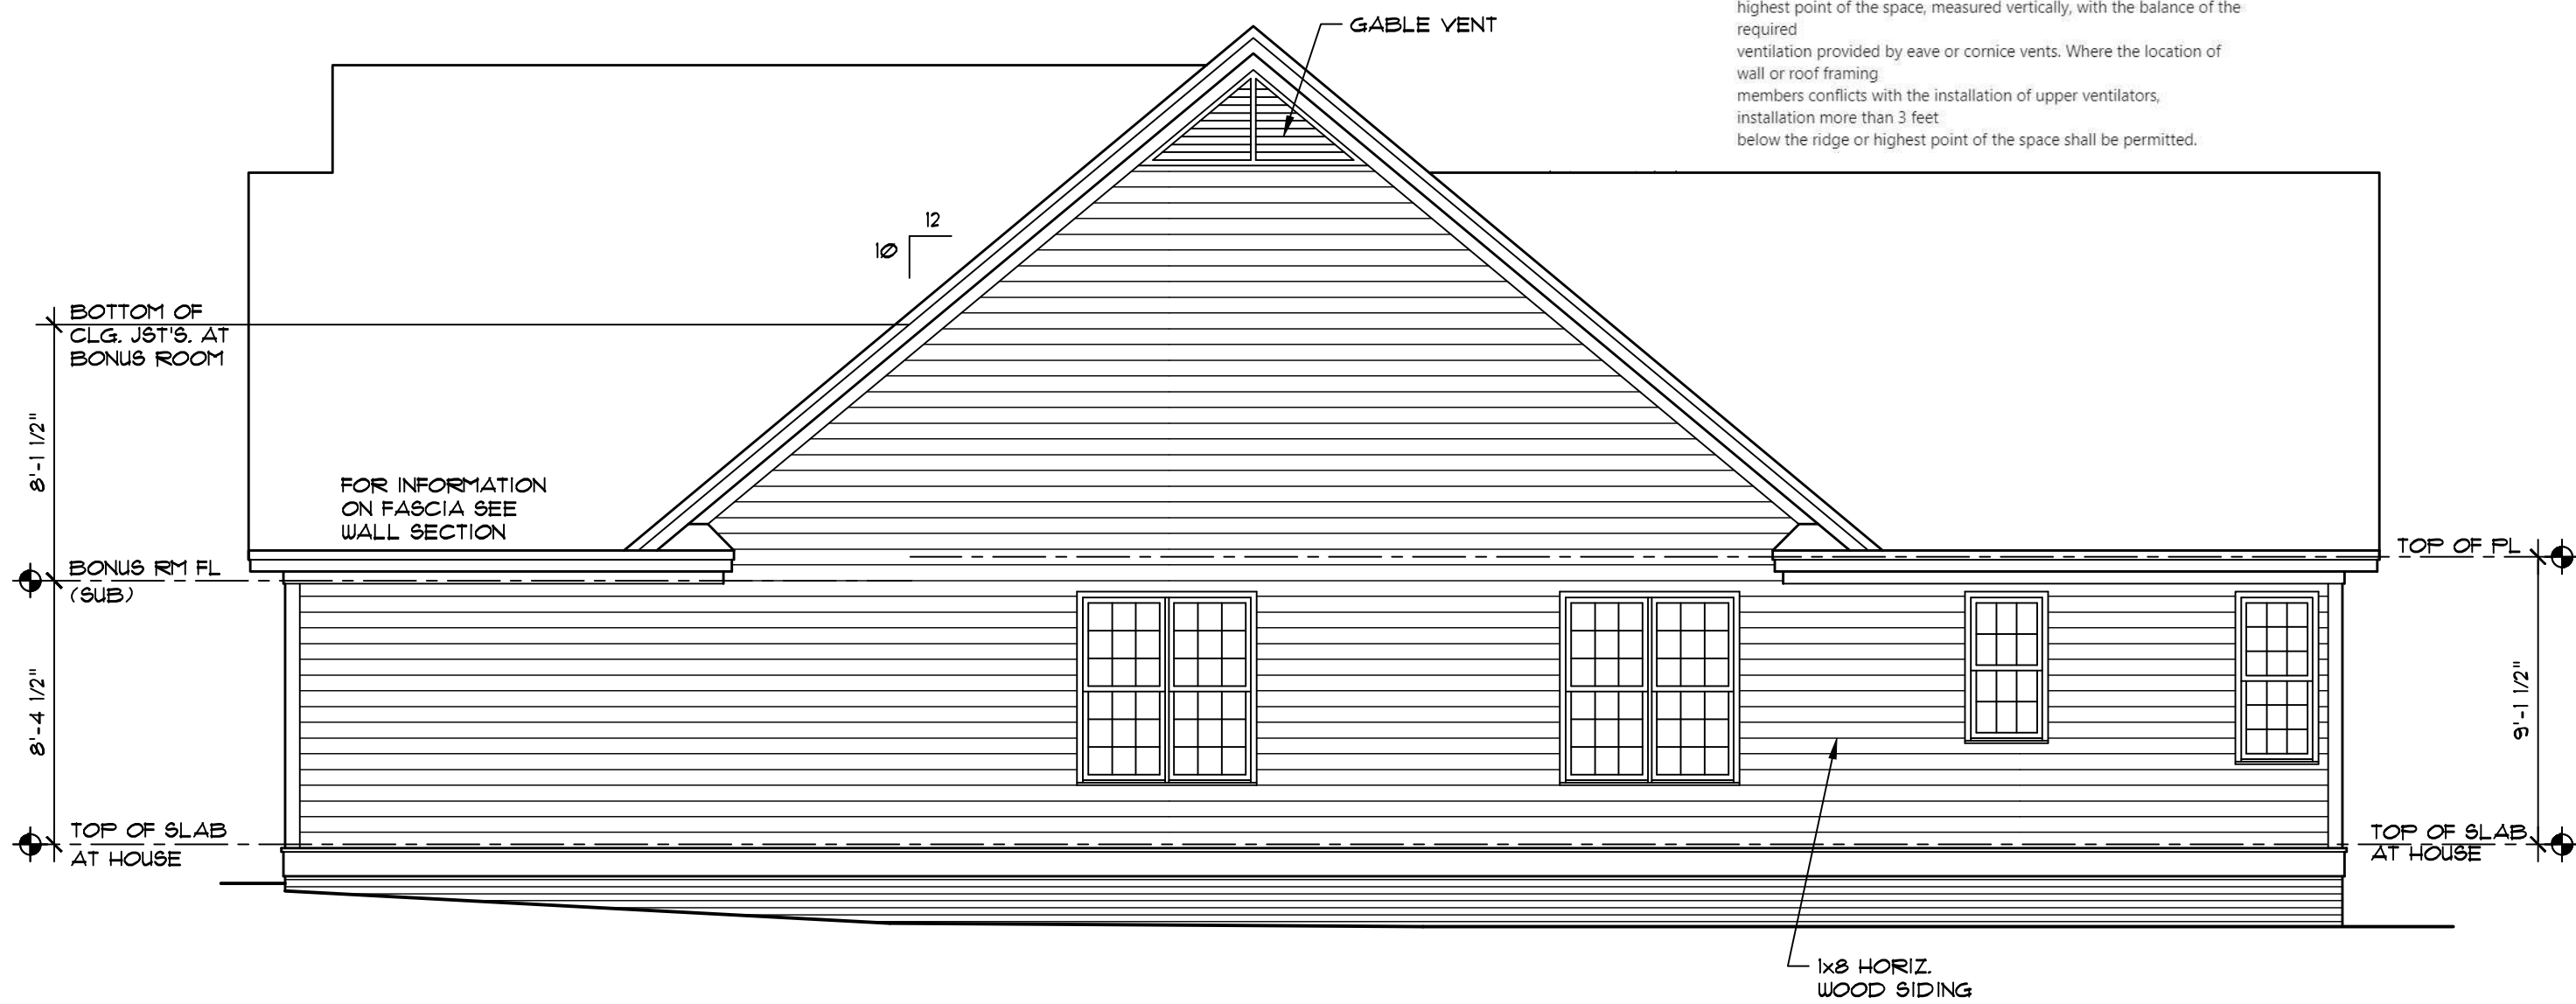 highest point of the space, measured vertically, with the balance of the
required
ventilation provided by eave or cornice vents. Where the location of
wall or roof framing
members conflicts with the installation of upper ventilators,
installation more than 3 feet
below the ridge or highest point of the space shall be permitted.
GABLE VENT
12
10
BOTTOM OF
CLG. JST'S. AT
BONUS ROOM
8'-1 1/2"
FOR INFORMATION
ON FASCIA SEE
WALL SECTION
BONUS RM FL
(SUB)
8'-4 1/2"
TOP OF SLAB
AT HOUSE
TOP OF PL
9'-1 1/2"
TOP OF SLAB
AT HOUSE
1x8 HORIZ.
WOOD SIDING